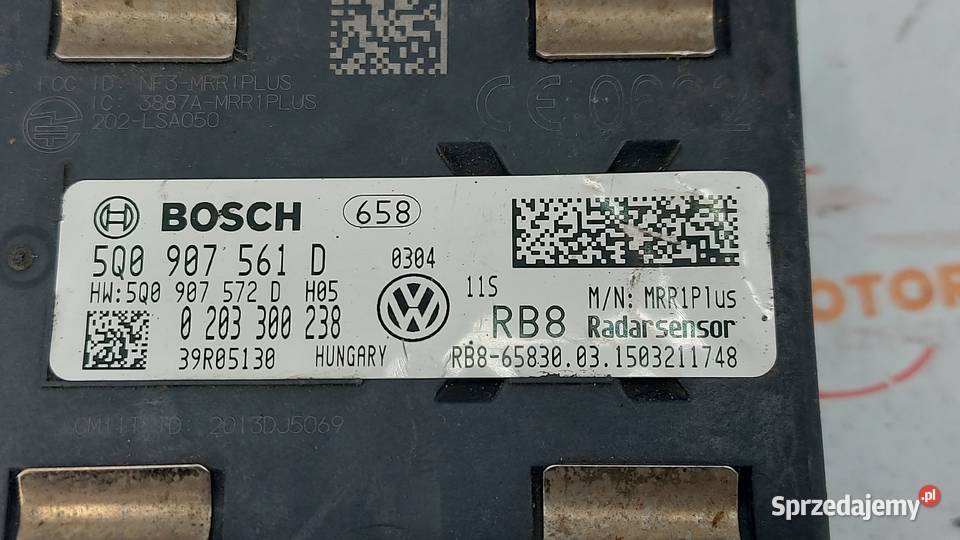 FCC ID: NF3-MRR1PLUS
IC: 3887A-MRR1PLUS
202-LSA050
CE 0682
BOSCH 658
5Q0 907 561 D 0304
HW:5Q0 907 572 D H05 11S M/N: MRR1Plus
0 203 300 238 RB8 Radarsensor
39R05130 HUNGARY RB8-65830.03.1503211748
CMIIT ID: 2013DJ5069
MOTOR
Sprzedajemy.pl